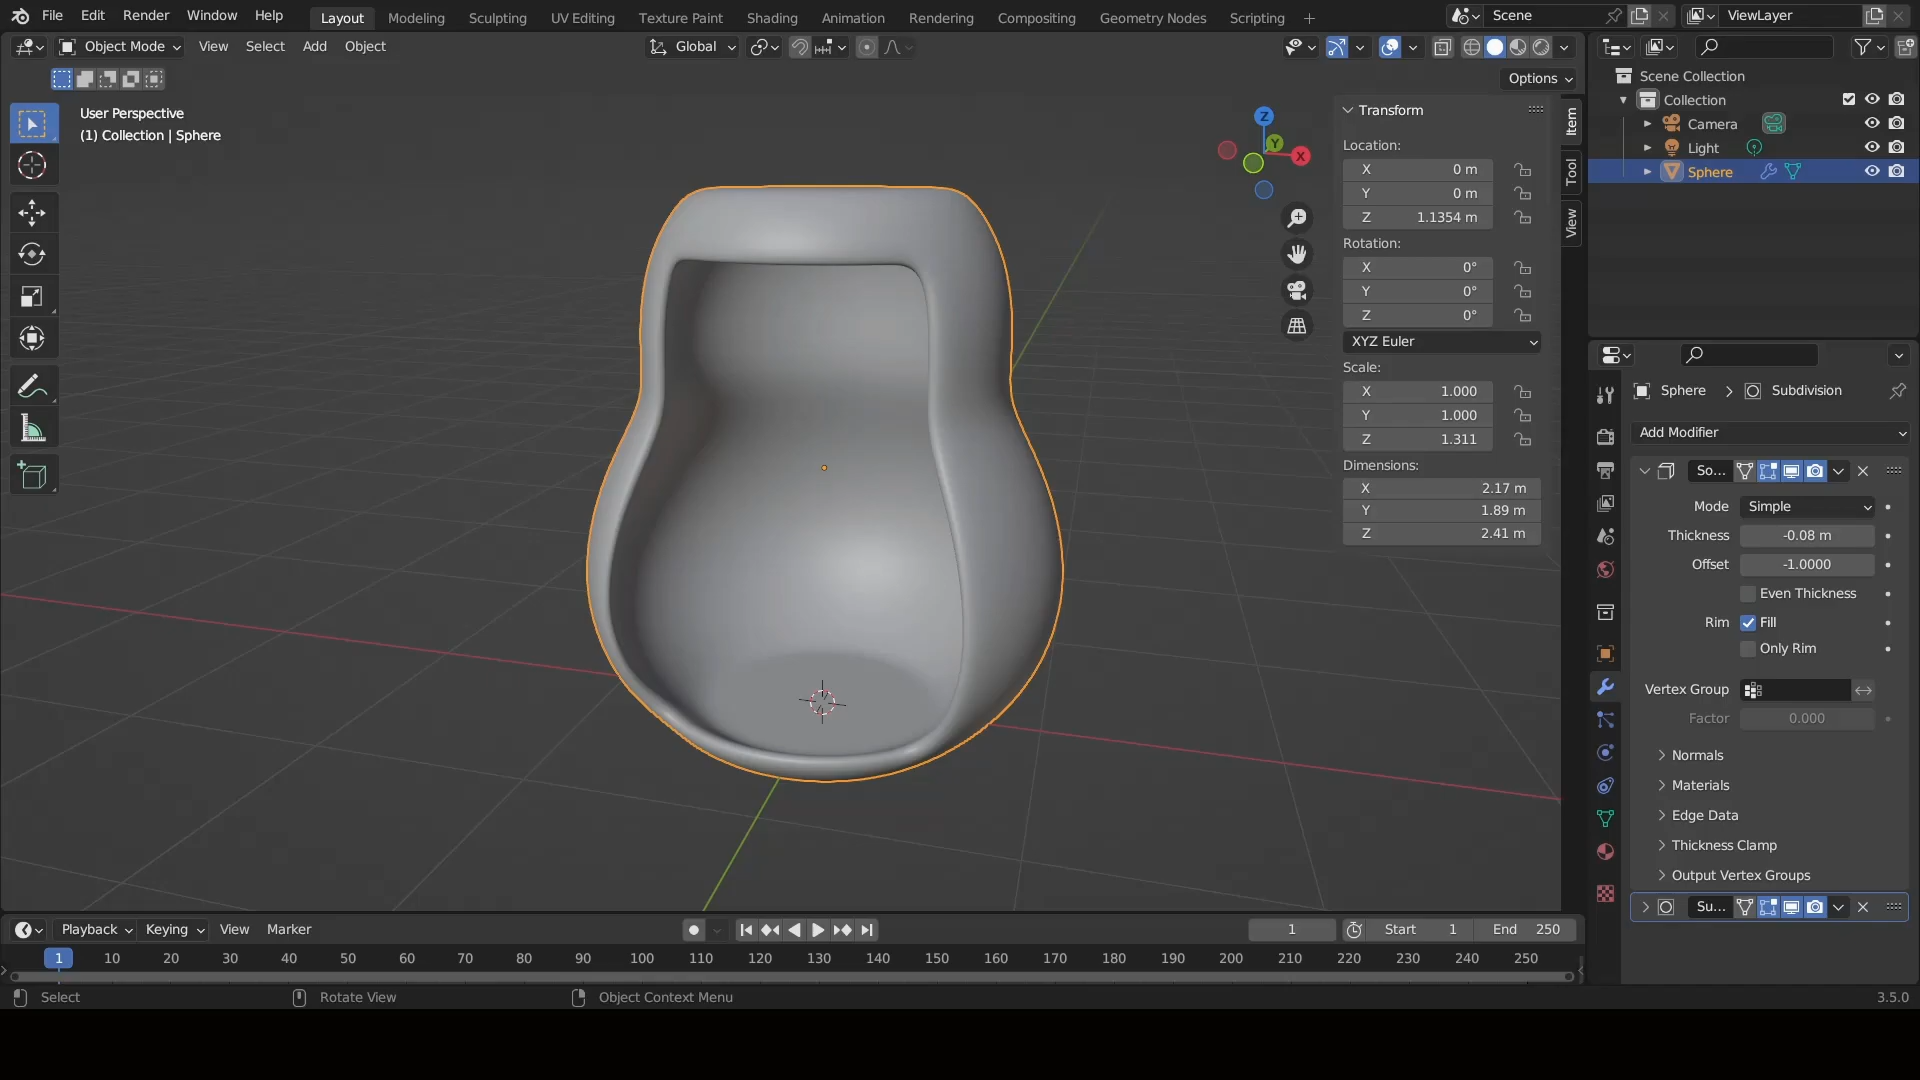 File Edit Render Window Help
Layout Modeling Sculpting UV Editing Texture Paint Shading Animation Rendering Compositing Geometry Nodes Scripting +
Scene
ViewLayer
Object Mode View Select Add Object
Global
Options
User Perspective
(1) Collection | Sphere
Z
Y
X
Transform
Location:
X 0 m
Y 0 m
Z 1.1354 m
Rotation:
X 0°
Y 0°
Z 0°
XYZ Euler
Scale:
X 1.000
Y 1.000
Z 1.311
Dimensions:
X 2.17 m
Y 1.89 m
Z 2.41 m
Item
Tool
View
Scene Collection
Collection
Camera
Light
Sphere
Sphere > Subdivision
Add Modifier
So...
Mode Simple
Thickness -0.08 m
Offset -1.0000
Even Thickness
Rim Fill
Only Rim
Vertex Group
Factor 0.000
Normals
Materials
Edge Data
Thickness Clamp
Output Vertex Groups
Su...
Playback Keying View Marker
1 Start 1 End 250
1 10 20 30 40 50 60 70 80 90 100 110 120 130 140 150 160 170 180 190 200 210 220 230 240 250
Select Rotate View Object Context Menu 3.5.0